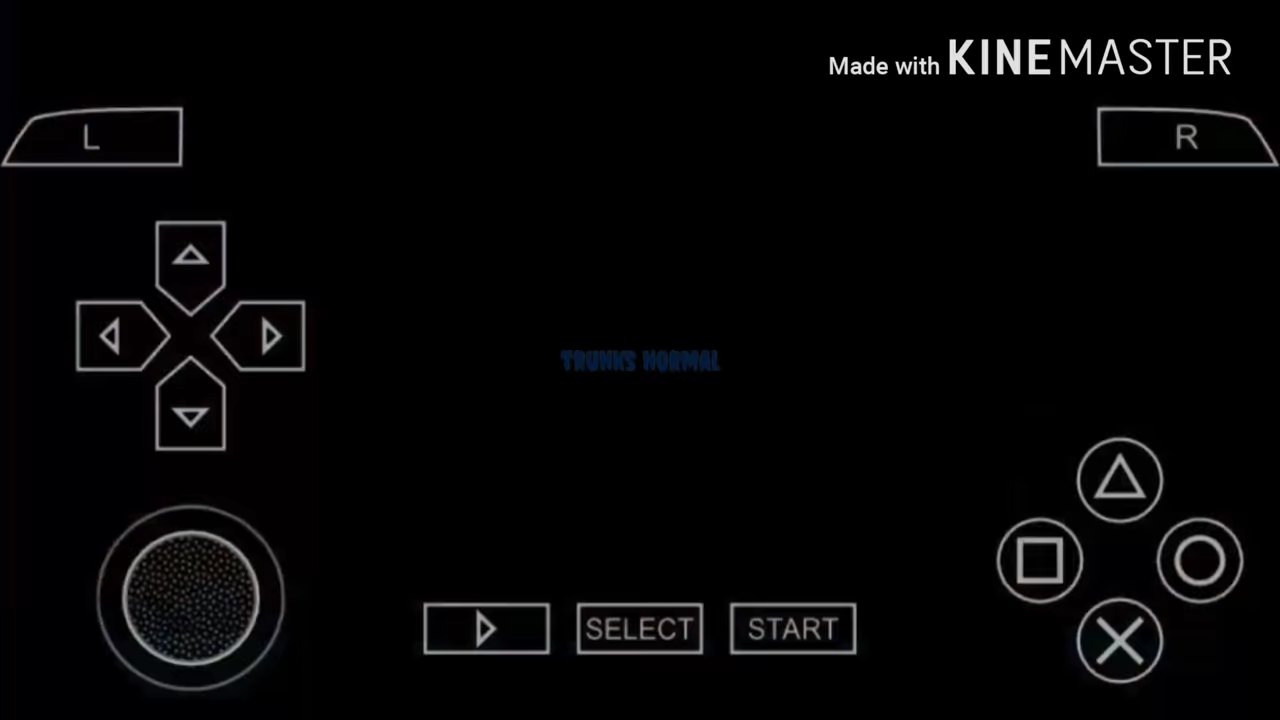 Made with KINEMASTER
L
R
TRUNKS NORMAL
SELECT
START